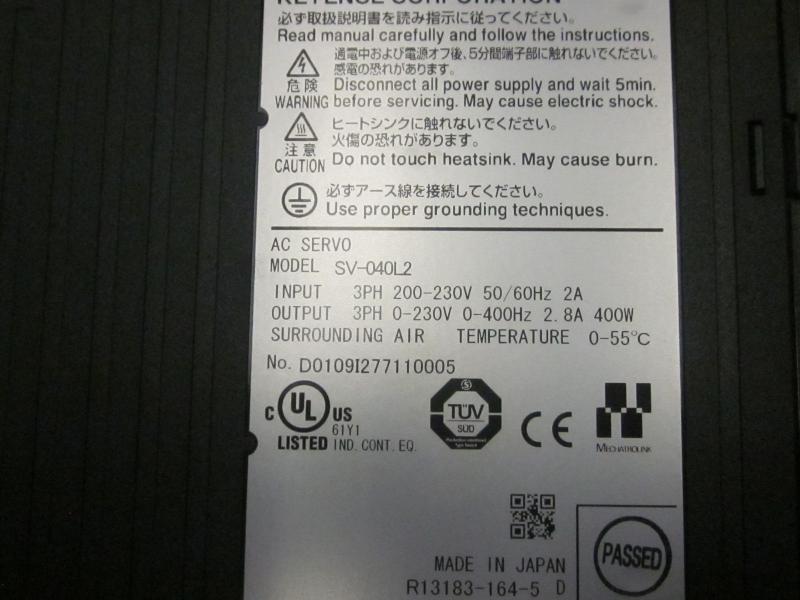 KEYENCE CORPORATION
必ず取扱説明書を読み指示に従ってください。
Read manual carefully and follow the instructions.
通電中および電源オフ後、5分間端子部に触れないでください。
感電の恐れがあります。
危険
WARNING
Disconnect all power supply and wait 5min.
before servicing. May cause electric shock.
ヒートシンクに触れないでください。
火傷の恐れがあります。
注意
CAUTION
Do not touch heatsink. May cause burn.
必ずアース線を接続してください。
Use proper grounding techniques.
AC SERVO
MODEL SV-040L2
INPUT 3PH 200-230V 50/60Hz 2A
OUTPUT 3PH 0-230V 0-400Hz 2.8A 400W
SURROUNDING AIR TEMPERATURE 0-55℃
No. D0109I277110005
C UL US
61Y1
LISTED IND. CONT. EQ.
TÜV
SÜD
CE
MECHATROLINK
PASSED
MADE IN JAPAN
R13183-164-5 D